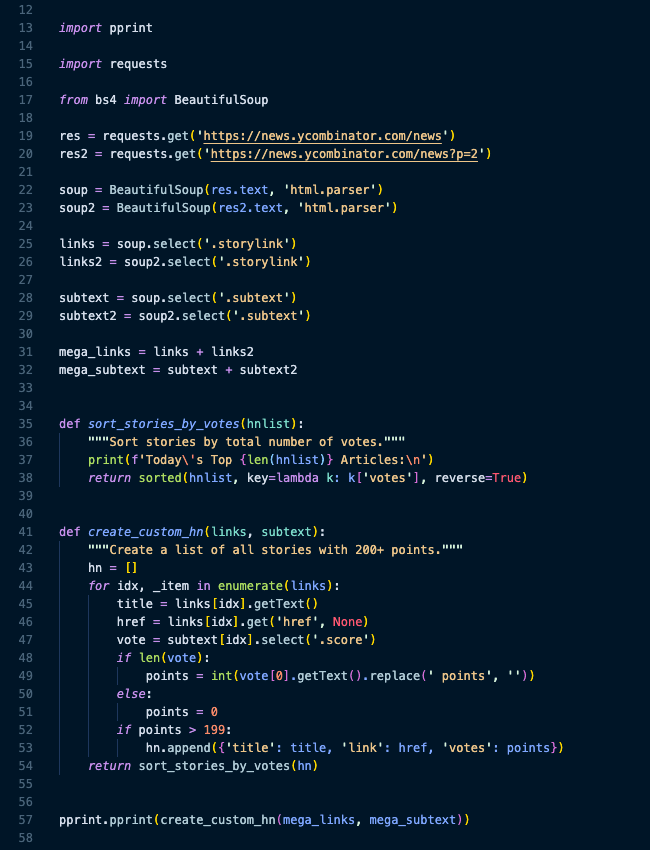 12
13 import pprint
14
15 import requests
16
17 from bs4 import BeautifulSoup
18
19 res = requests.get('https://news.ycombinator.com/news')
20 res2 = requests.get('https://news.ycombinator.com/news?p=2')
21
22 soup = BeautifulSoup(res.text, 'html.parser')
23 soup2 = BeautifulSoup(res2.text, 'html.parser')
24
25 links = soup.select('.storylink')
26 links2 = soup2.select('.storylink')
27
28 subtext = soup.select('.subtext')
29 subtext2 = soup2.select('.subtext')
30
31 mega_links = links + links2
32 mega_subtext = subtext + subtext2
33
34
35 def sort_stories_by_votes(hnlist):
36     """Sort stories by total number of votes."""
37     print(f'Today\'s Top {len(hnlist)} Articles:\n')
38     return sorted(hnlist, key=lambda k: k['votes'], reverse=True)
39
40
41 def create_custom_hn(links, subtext):
42     """Create a list of all stories with 200+ points."""
43     hn = []
44     for idx, _item in enumerate(links):
45         title = links[idx].getText()
46         href = links[idx].get('href', None)
47         vote = subtext[idx].select('.score')
48         if len(vote):
49             points = int(vote[0].getText().replace(' points', ''))
50         else:
51             points = 0
52         if points > 199:
53             hn.append({'title': title, 'link': href, 'votes': points})
54     return sort_stories_by_votes(hn)
55
56
57 pprint.pprint(create_custom_hn(mega_links, mega_subtext))
58